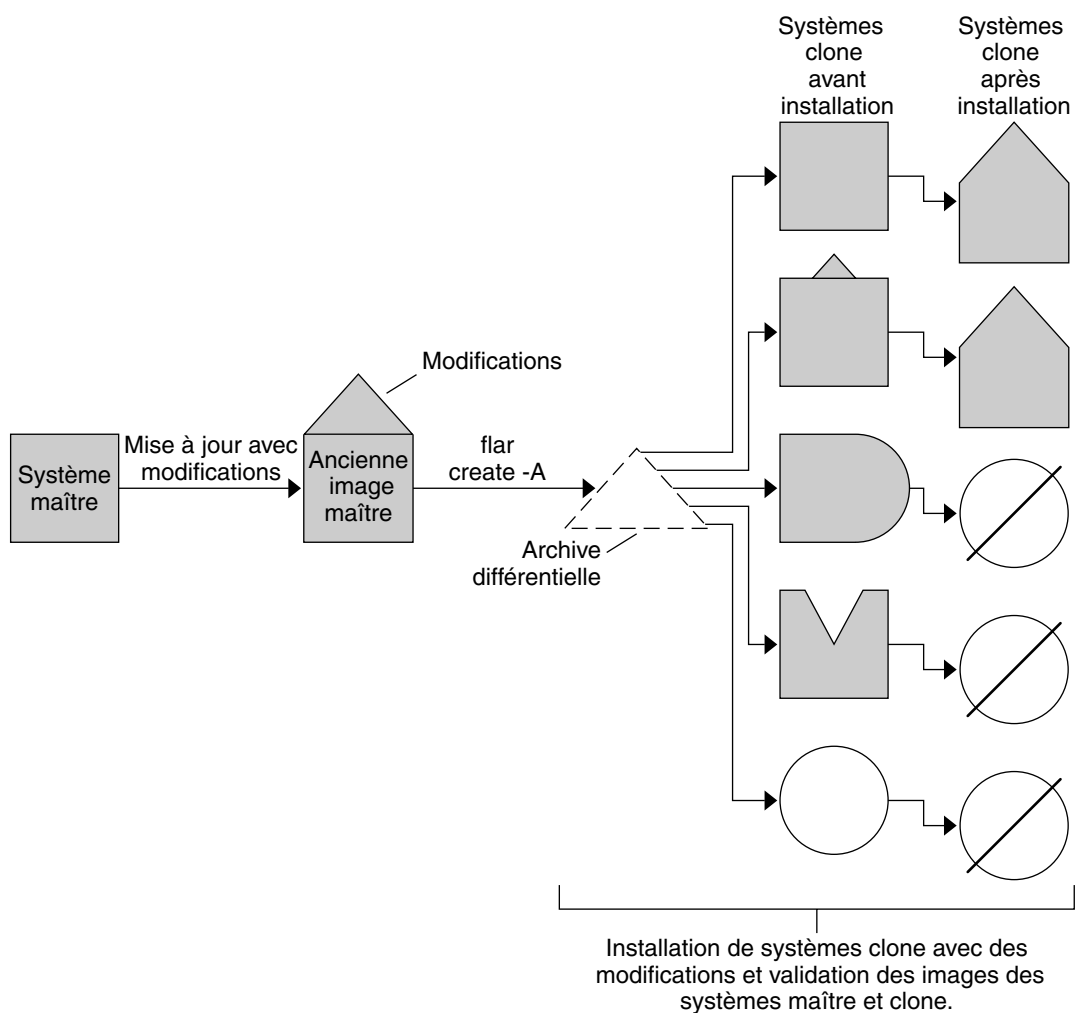 Systèmes
clone
avant
installation
Systèmes
clone
après
installation
Modifications
Système
maître
Mise à jour avec
modifications
Ancienne
image
maître
flar
create -A
Archive
différentielle
Installation de systèmes clone avec des
modifications et validation des images des
systèmes maître et clone.